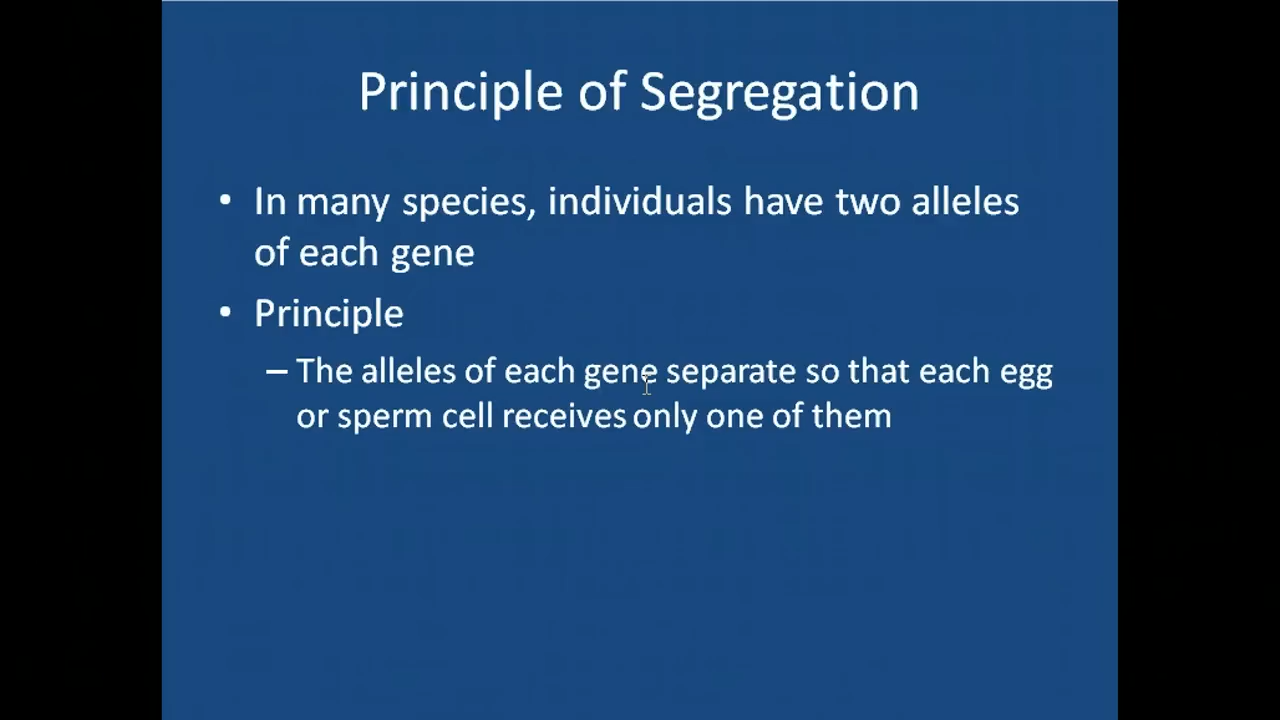 Principle of Segregation
• In many species, individuals have two alleles
of each gene
• Principle
– The alleles of each gene separate so that each egg
or sperm cell receives only one of them